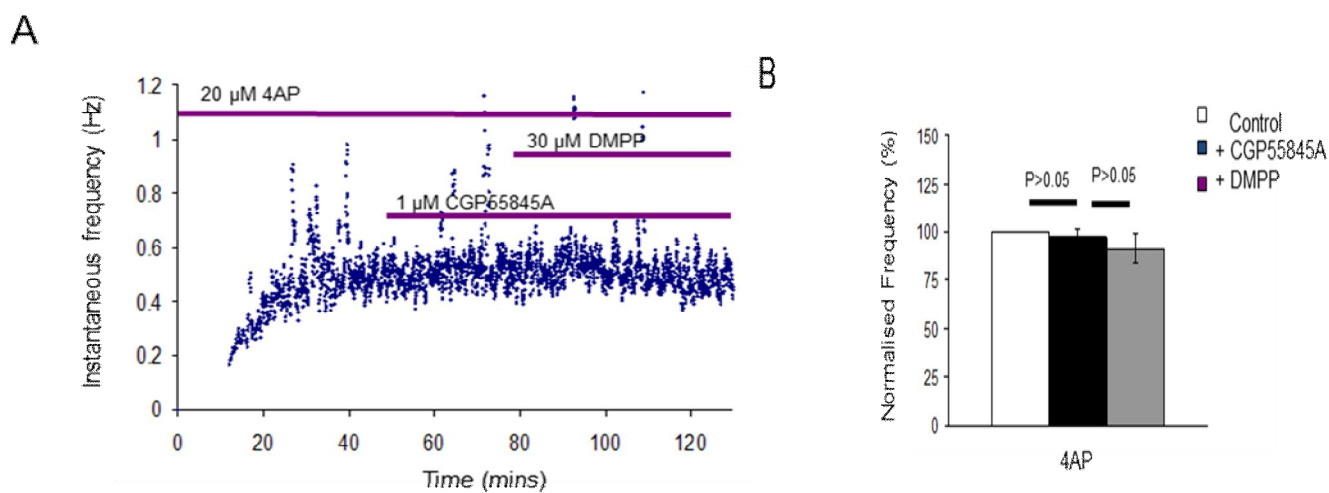 A
Instantaneous frequency (Hz)
1.2
1
0.8
0.6
0.4
0.2
0
20 µM 4AP
30 µM DMPP
1 µM CGP55845A
0 20 40 60 80 100 120
Time (mins)
B
Control
+ CGP55845A
+ DMPP
Normalised Frequency (%)
150
125
100
75
50
25
0
P>0.05 P>0.05
4AP